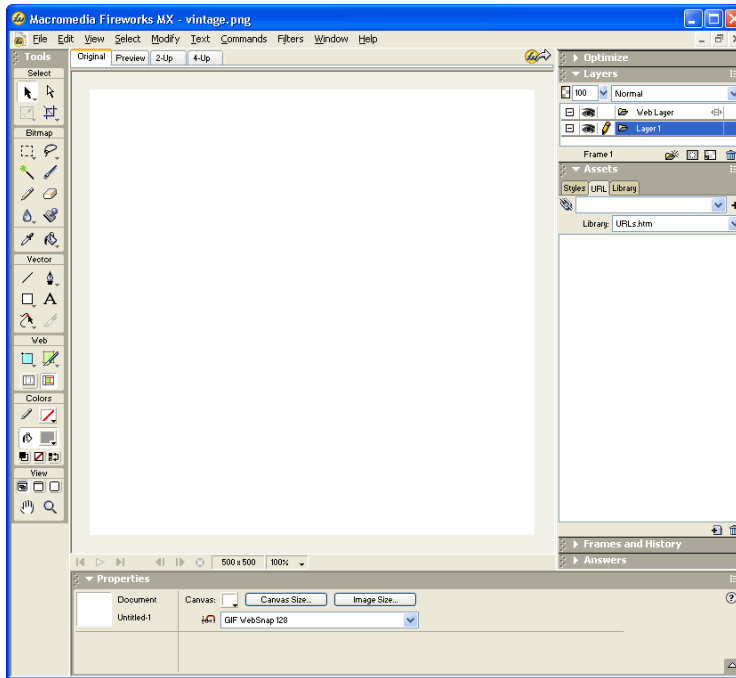 Macromedia Fireworks MX - vintage.png
File Edit View Select Modify Text Commands Filters Window Help
Tools
Original Preview 2-Up 4-Up
Optimize
Select
Layers
100 Normal
Web Layer
Layer 1
Bitmap
Frame 1
Assets
Styles URL Library
Library: URLs.htm
Vector
A
Web
Colors
View
Frames and History
500 x 500 100%
Answers
Properties
Document Canvas: Canvas Size... Image Size...
Untitled-1 GIF WebSnap 128